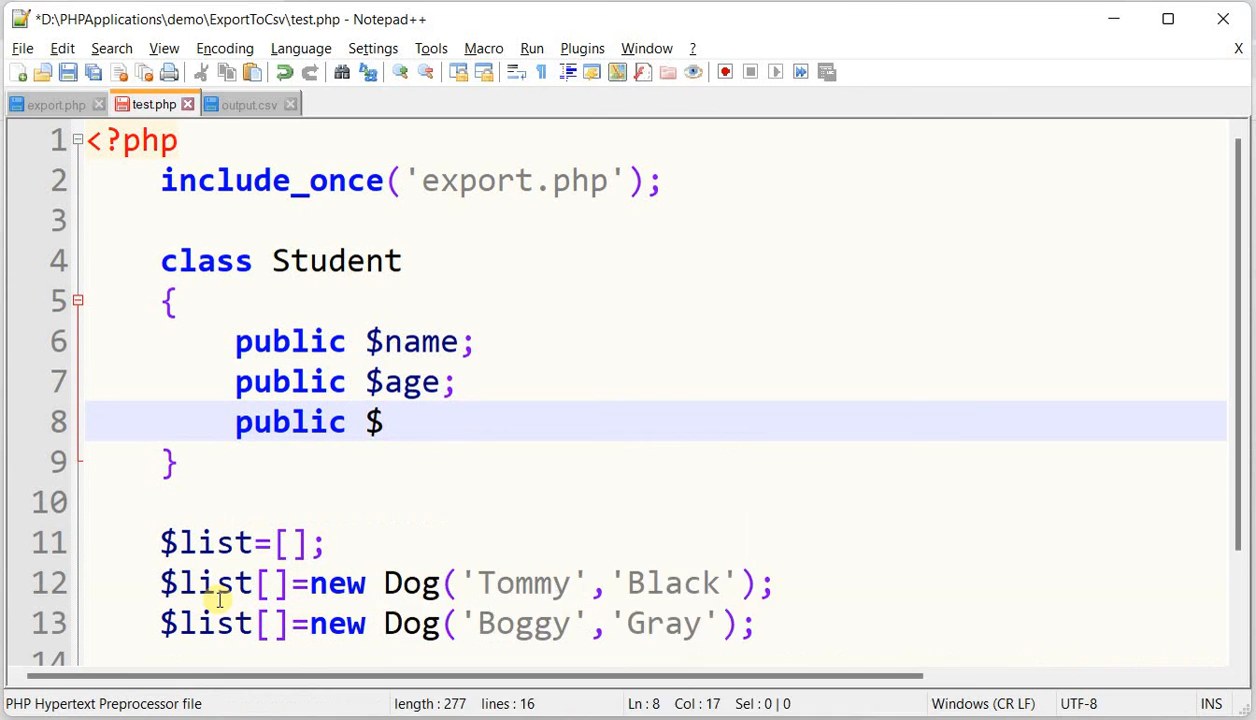 *D:\PHPApplications\demo\ExportToCsv\test.php - Notepad++
File Edit Search View Encoding Language Settings Tools Macro Run Plugins Window ? X
export.php test.php output.csv
1 <?php
2 include_once('export.php');
3
4 class Student
5 {
6 public $name;
7 public $age;
8 public $
9 }
10
11 $list=[];
12 $list[]=new Dog('Tommy','Black');
13 $list[]=new Dog('Boggy','Gray');
14
PHP Hypertext Preprocessor file length : 277 lines : 16 Ln : 8 Col : 17 Sel : 0 | 0 Windows (CR LF) UTF-8 INS